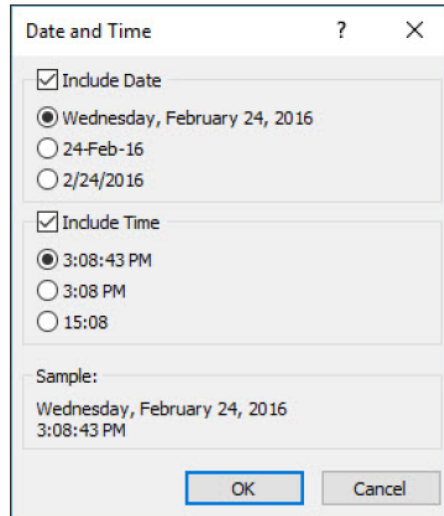 Date and Time ?
Include Date
Wednesday, February 24, 2016
24-Feb-16
2/24/2016
Include Time
3:08:43 PM
3:08 PM
15:08
Sample:
Wednesday, February 24, 2016
3:08:43 PM
OK Cancel